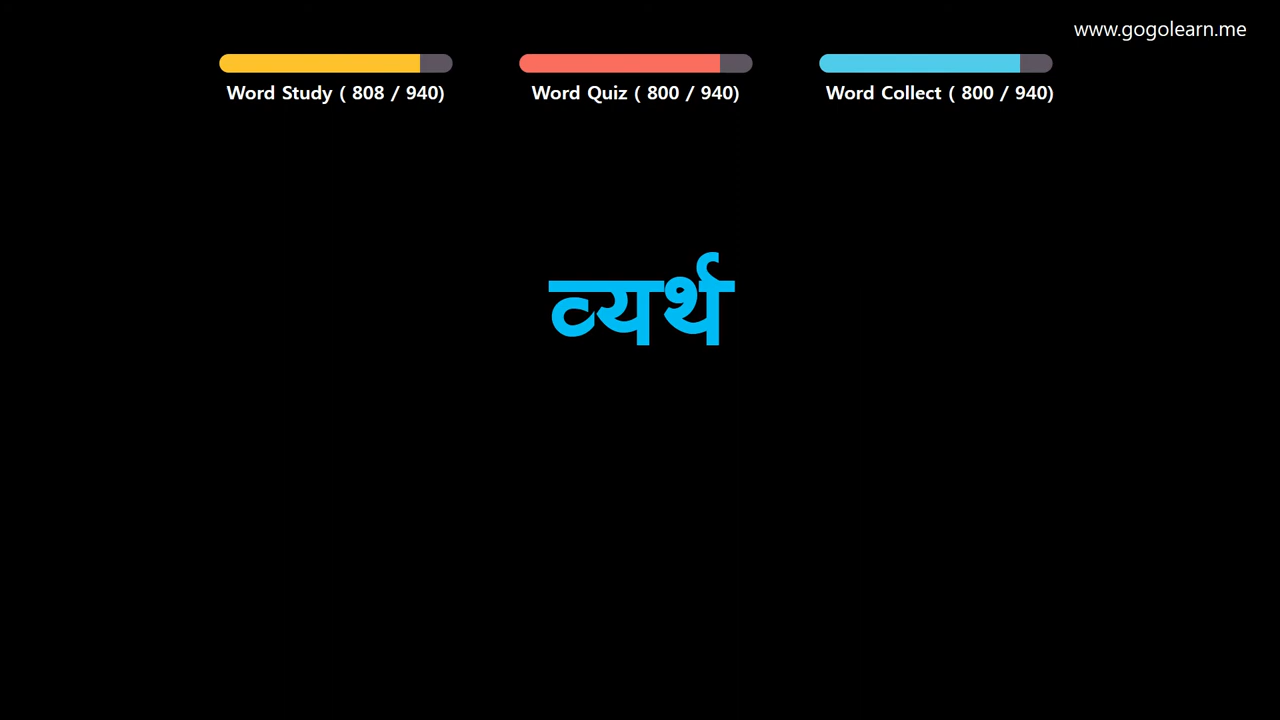 www.gogolearn.me
Word Study ( 808 / 940)
Word Quiz ( 800 / 940)
Word Collect ( 800 / 940)
व्यर्थ